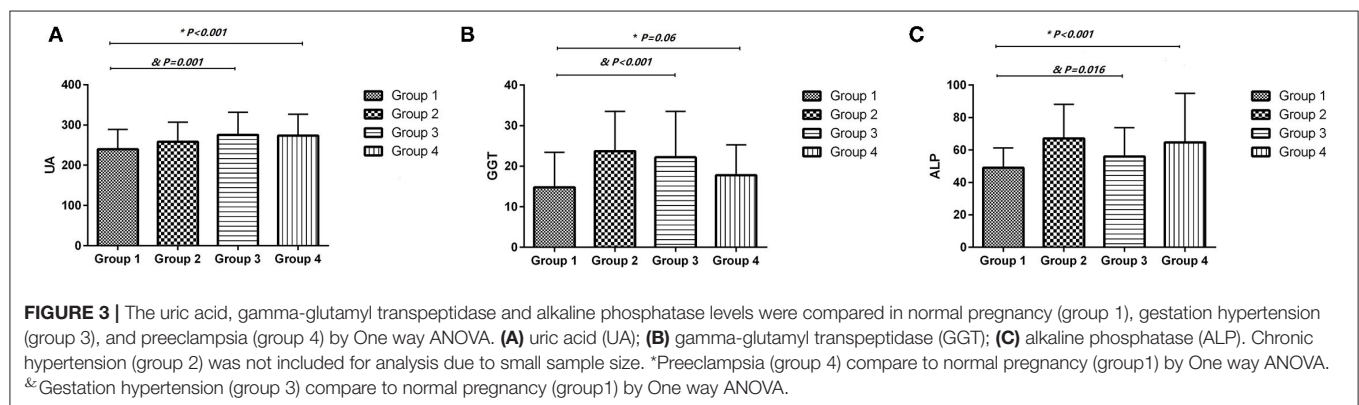 A
* P<0.001
& P=0.001
400
300
200
100
0
UA
Group 1 Group 2 Group 3 Group 4
Group 1
Group 2
Group 3
Group 4
B
* P=0.06
& P<0.001
40
30
20
10
0
GGT
Group 1 Group 2 Group 3 Group 4
Group 1
Group 2
Group 3
Group 4
C
* P<0.001
& P=0.016
100
80
60
40
20
0
ALP
Group 1 Group 2 Group 3 Group 4
Group 1
Group 2
Group 3
Group 4
FIGURE 3 | The uric acid, gamma-glutamyl transpeptidase and alkaline phosphatase levels were compared in normal pregnancy (group 1), gestation hypertension
(group 3), and preeclampsia (group 4) by One way ANOVA. (A) uric acid (UA); (B) gamma-glutamyl transpeptidase (GGT); (C) alkaline phosphatase (ALP). Chronic
hypertension (group 2) was not included for analysis due to small sample size. *Preeclampsia (group 4) compare to normal pregnancy (group1) by One way ANOVA.
&Gestation hypertension (group 3) compare to normal pregnancy (group1) by One way ANOVA.